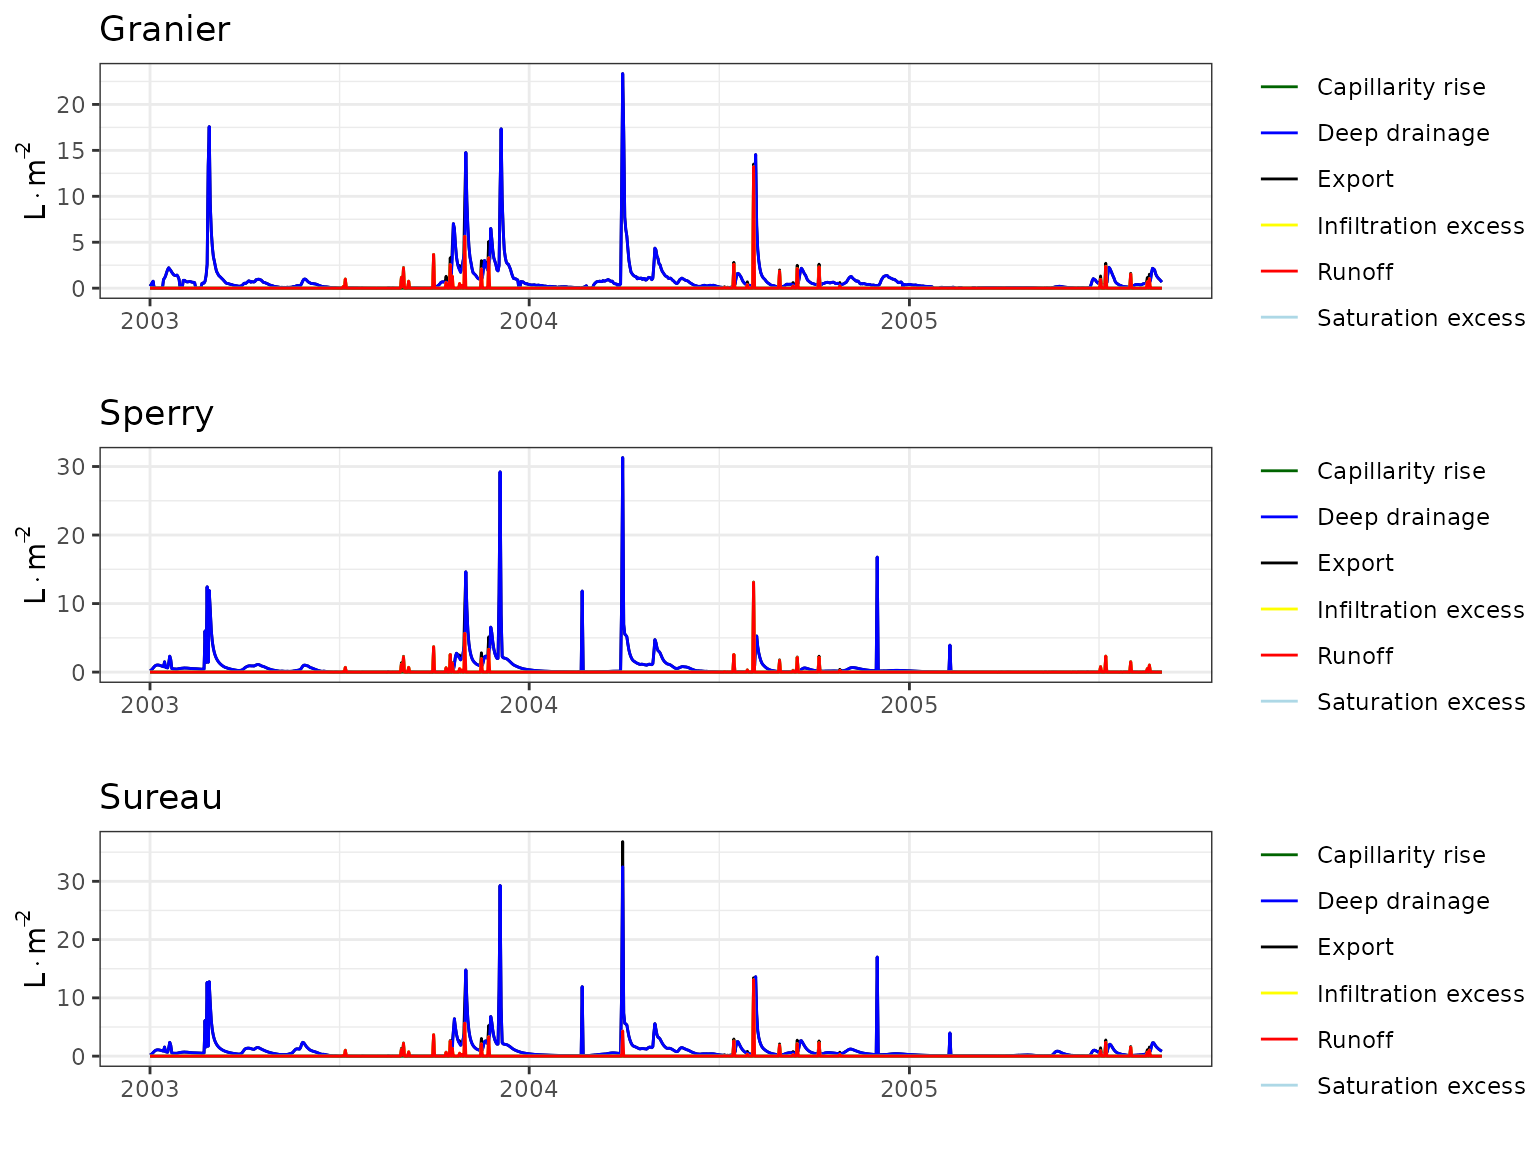 Granier
L·m⁻²
20
15
10
5
0
2003 2004 2005
Capillarity rise
Deep drainage
Export
Infiltration excess
Runoff
Saturation excess
Sperry
L·m⁻²
30
20
10
0
2003 2004 2005
Capillarity rise
Deep drainage
Export
Infiltration excess
Runoff
Saturation excess
Sureau
L·m⁻²
30
20
10
0
2003 2004 2005
Capillarity rise
Deep drainage
Export
Infiltration excess
Runoff
Saturation excess